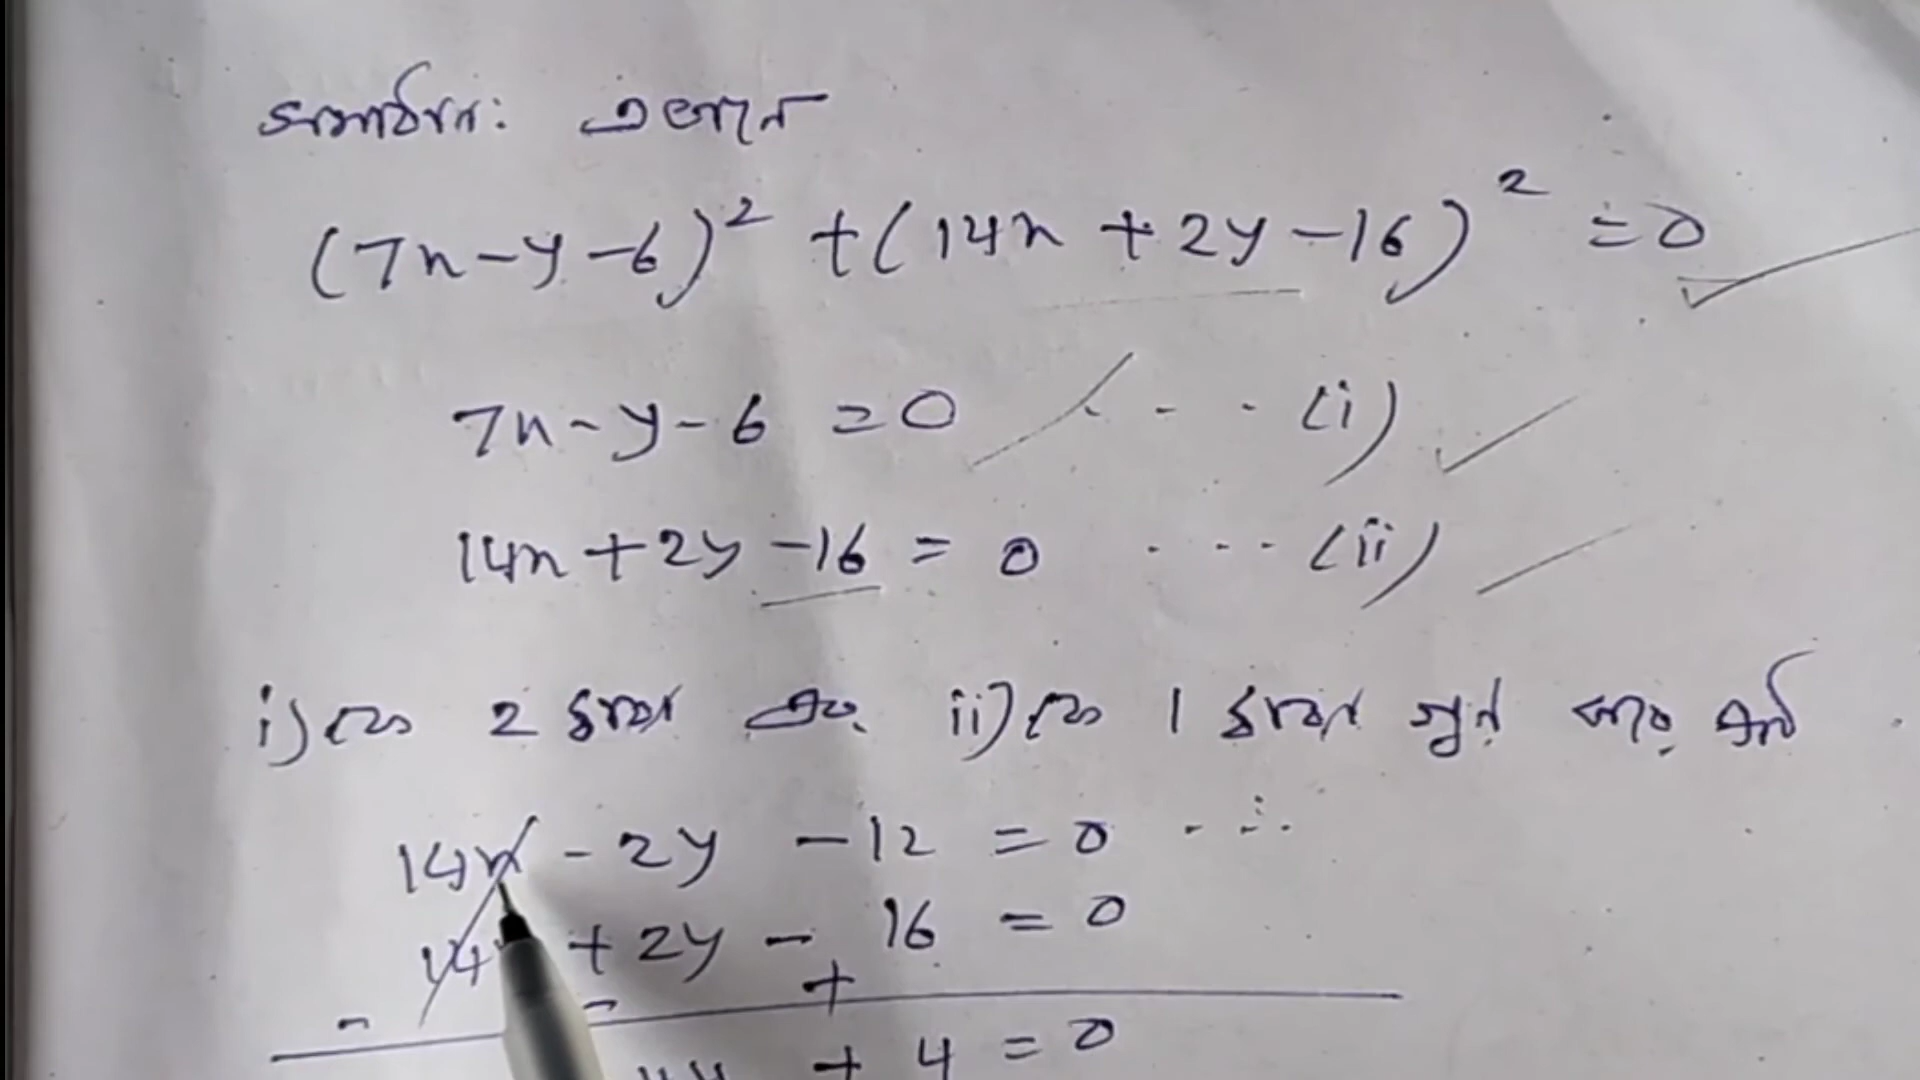 সমাধান: এখানে
(7x-y-6)² +(14x+2y-16)² =0
7x-y-6 =0 - - - (i)
14x+2y-16 = 0 - - - (ii)
i)কে 2 দ্বারা এবং ii)কে 1 দ্বারা গুন করে পাই
14x-2y -12 =0 ...
+2y - 16 =0
- - +
+ 4 =0